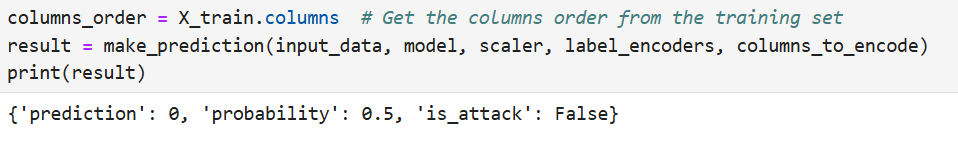 columns_order = X_train.columns  # Get the columns order from the training set
result = make_prediction(input_data, model, scaler, label_encoders, columns_to_encode)
print(result)
{'prediction': 0, 'probability': 0.5, 'is_attack': False}